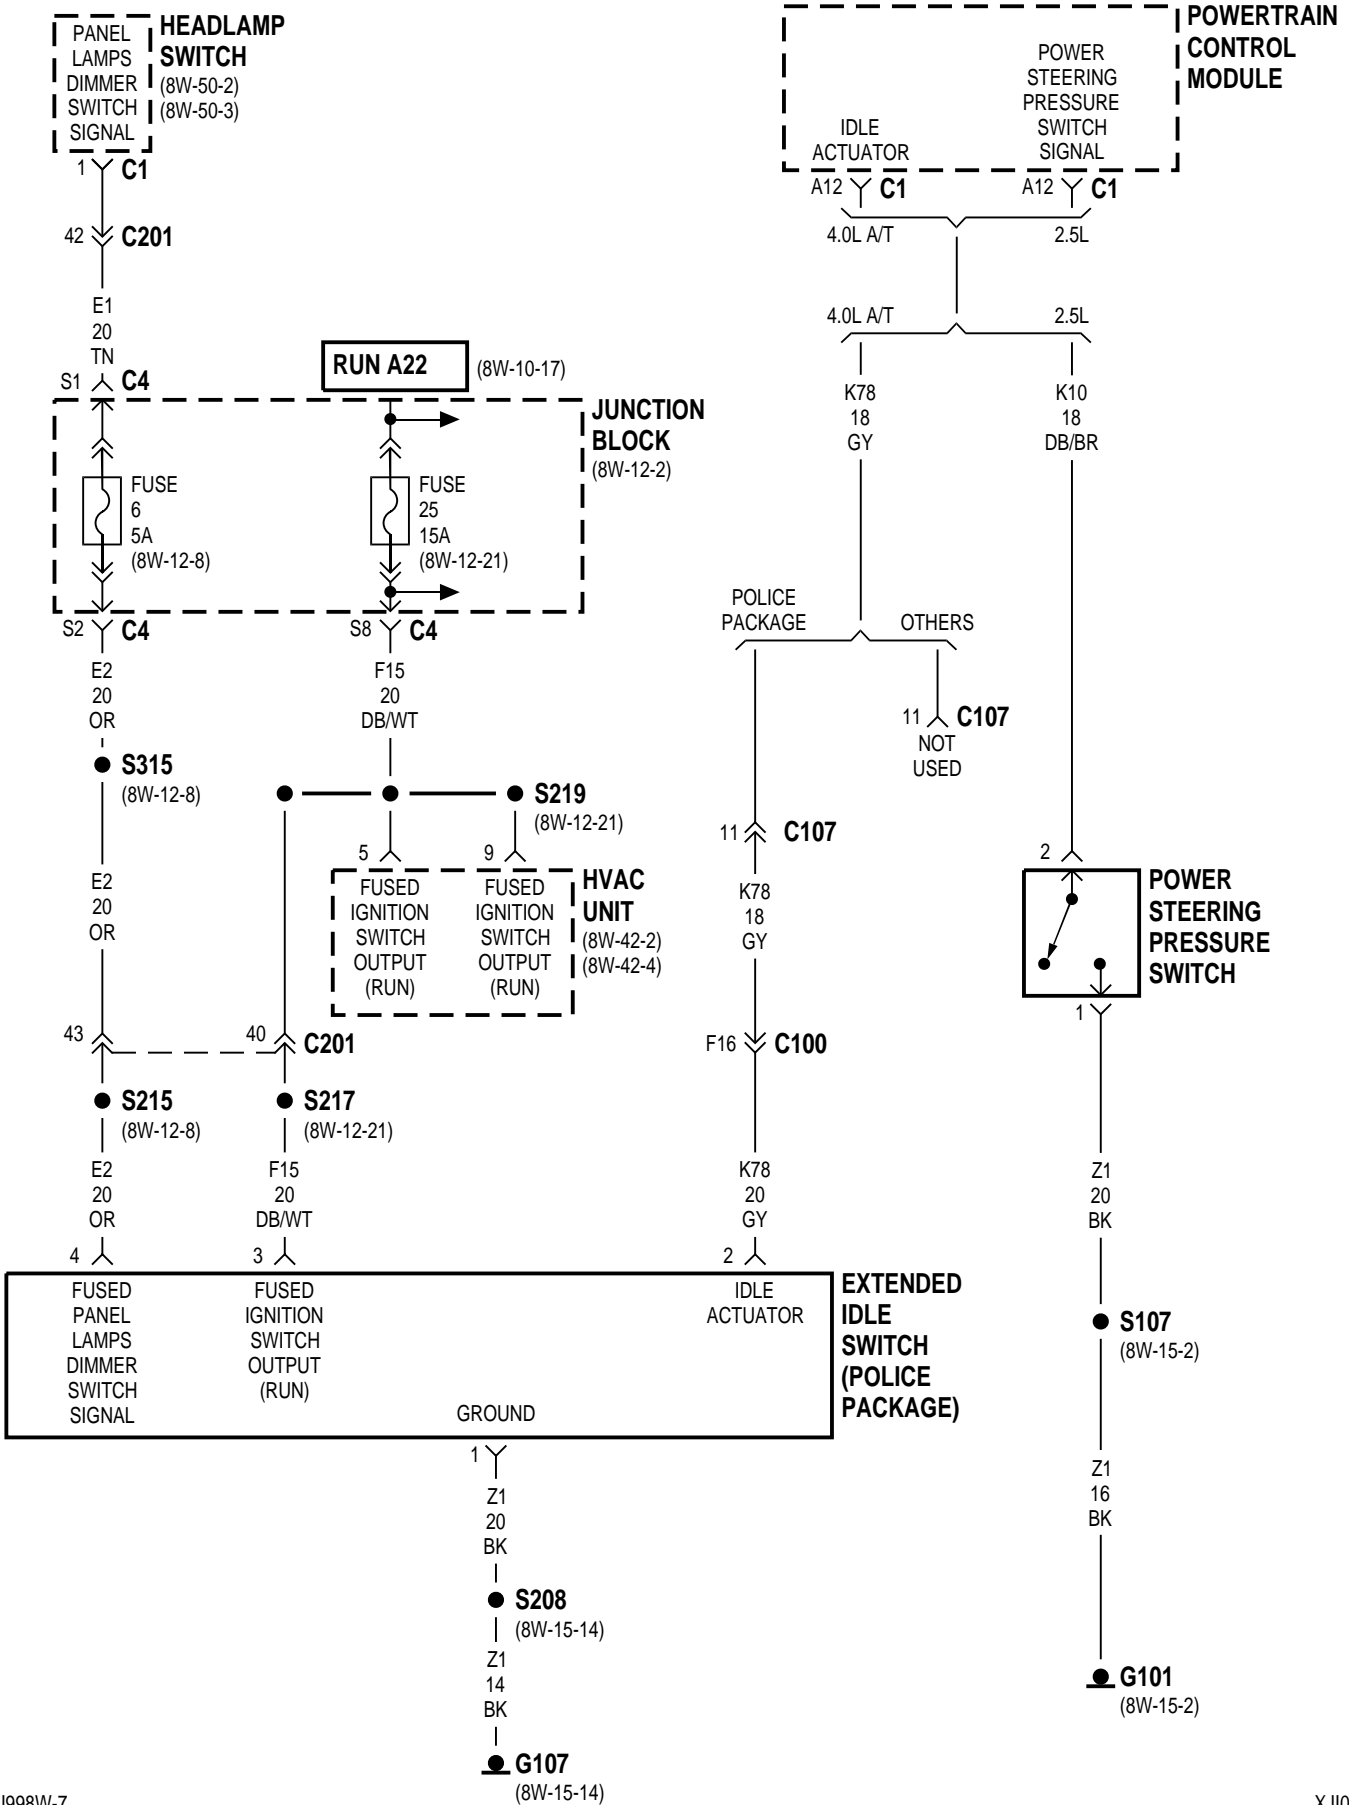 PANEL
LAMPS
DIMMER
SWITCH
SIGNAL
HEADLAMP
SWITCH
(8W-50-2)
(8W-50-3)
1
C1
42
C201
E1
20
TN
S1
C4
RUN A22
(8W-10-17)
JUNCTION
BLOCK
(8W-12-2)
FUSE
6
5A
(8W-12-8)
FUSE
25
15A
(8W-12-21)
S2
C4
S8
C4
E2
20
OR
F15
20
DB/WT
S315
(8W-12-8)
S219
(8W-12-21)
E2
20
OR
5
9
FUSED
IGNITION
SWITCH
OUTPUT
(RUN)
FUSED
IGNITION
SWITCH
OUTPUT
(RUN)
HVAC
UNIT
(8W-42-2)
(8W-42-4)
43
40
C201
S215
(8W-12-8)
S217
(8W-12-21)
E2
20
OR
F15
20
DB/WT
4
3
POWERTRAIN
CONTROL
MODULE
IDLE
ACTUATOR
POWER
STEERING
PRESSURE
SWITCH
SIGNAL
A12
C1
A12
C1
4.0L A/T
2.5L
4.0L A/T
2.5L
K78
18
GY
K10
18
DB/BR
POLICE
PACKAGE
OTHERS
11
C107
NOT
USED
11
C107
K78
18
GY
F16
C100
K78
20
GY
2
2
POWER
STEERING
PRESSURE
SWITCH
1
Z1
20
BK
S107
(8W-15-2)
Z1
16
BK
G101
(8W-15-2)
FUSED
PANEL
LAMPS
DIMMER
SWITCH
SIGNAL
FUSED
IGNITION
SWITCH
OUTPUT
(RUN)
IDLE
ACTUATOR
GROUND
EXTENDED
IDLE
SWITCH
(POLICE
PACKAGE)
1
Z1
20
BK
S208
(8W-15-14)
Z1
14
BK
G107
(8W-15-14)